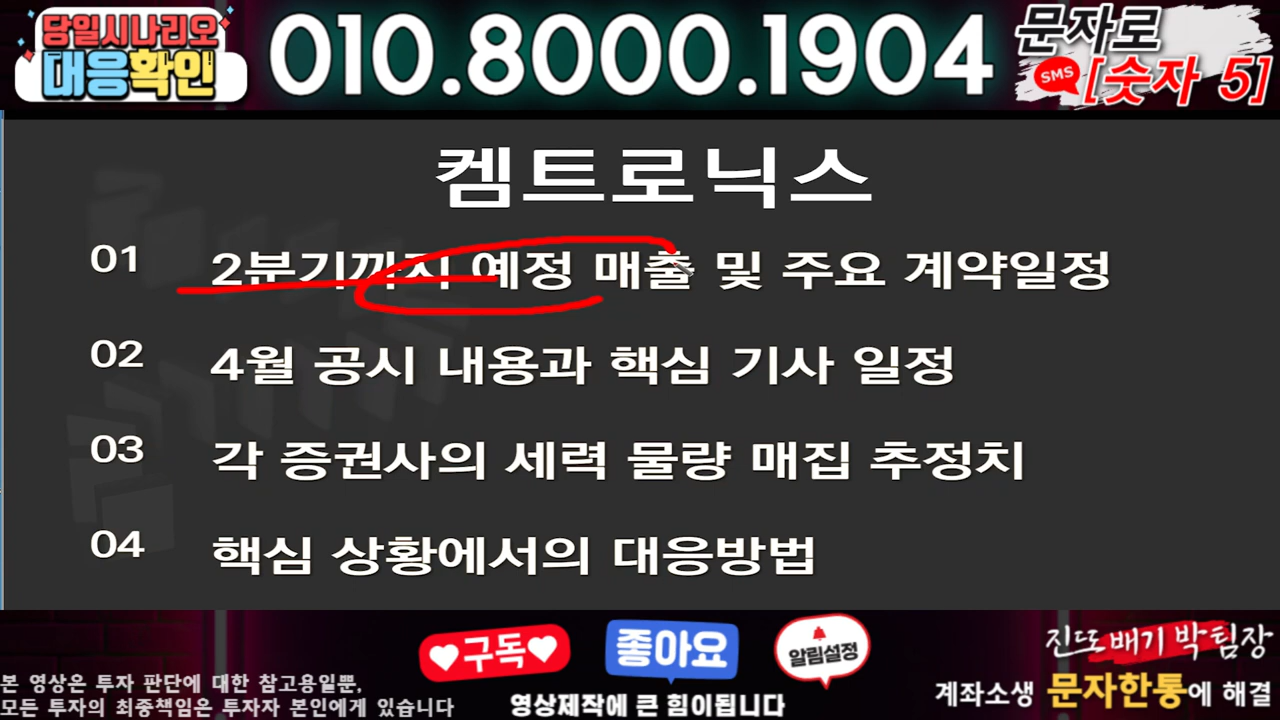 당일시나리오
대응확인
010.8000.1904
문자로
SMS
[숫자 5]
켐트로닉스
01 2분기까지 예정 매출 및 주요 계약일정
02 4월 공시 내용과 핵심 기사 일정
03 각 증권사의 세력 물량 매집 추정치
04 핵심 상황에서의 대응방법
구독
좋아요
알림설정
영상제작에 큰 힘이됩니다
본 영상은 투자 판단에 대한 참고용일뿐,
모든 투자의 최종책임은 투자자 본인에게 있습니다
진또배기 박팀장
계좌소생 문자한통에 해결